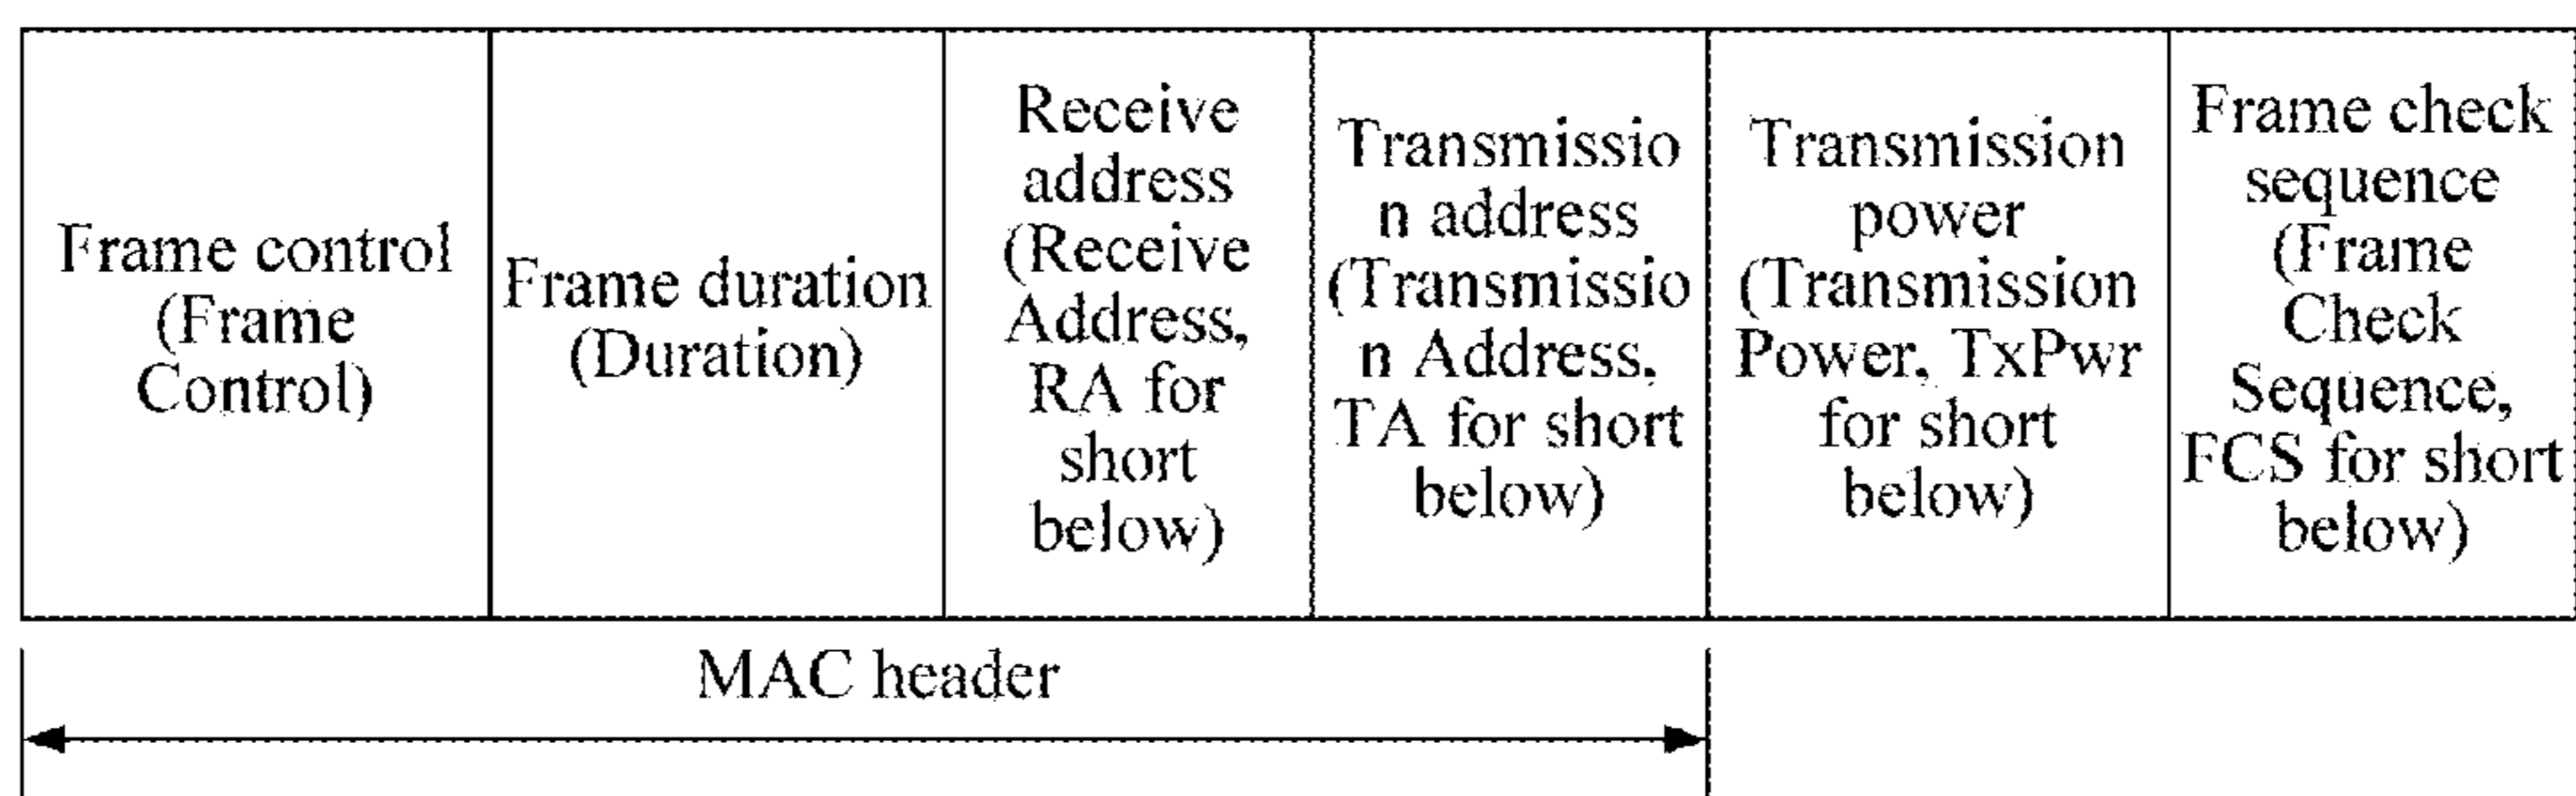 Frame control
(Frame
Control)
Frame duration
(Duration)
Receive
address
(Receive
Address,
RA for
short
below)
Transmissio
n address
(Transmissio
n Address,
TA for short
below)
Transmission
power
(Transmission
Power, TxPwr
for short
below)
Frame check
sequence
(Frame
Check
Sequence,
FCS for short
below)
MAC header